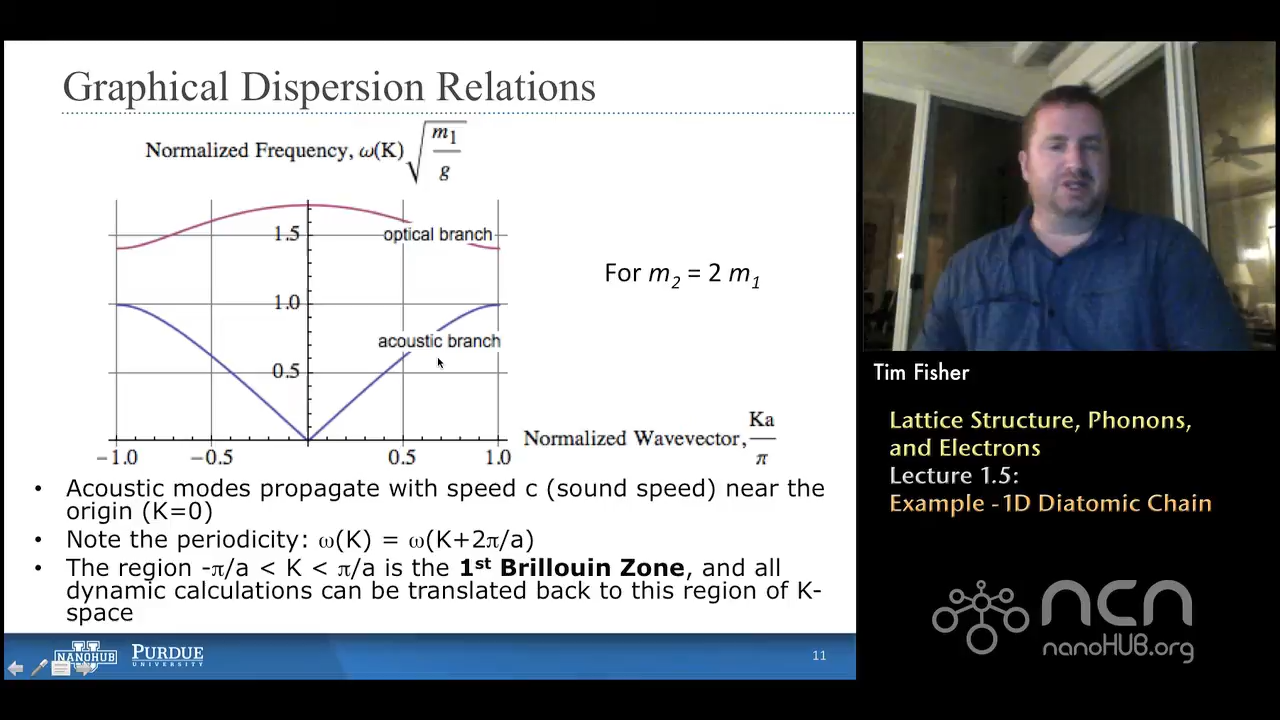 Graphical Dispersion Relations
Normalized Frequency, ω(K) √(m₁/g)
optical branch
1.5
1.0
acoustic branch
0.5
−1.0 −0.5 0.5 1.0
Normalized Wavevector, Ka/π
For m₂ = 2 m₁
• Acoustic modes propagate with speed c (sound speed) near the
origin (K=0)
• Note the periodicity: ω(K) = ω(K+2π/a)
• The region -π/a < K < π/a is the 1st Brillouin Zone, and all
dynamic calculations can be translated back to this region of K-
space
NANOHUB
U
PURDUE
UNIVERSITY
11
Tim Fisher
Lattice Structure, Phonons,
and Electrons
Lecture 1.5:
Example -1D Diatomic Chain
ncn
nanoHUB.org